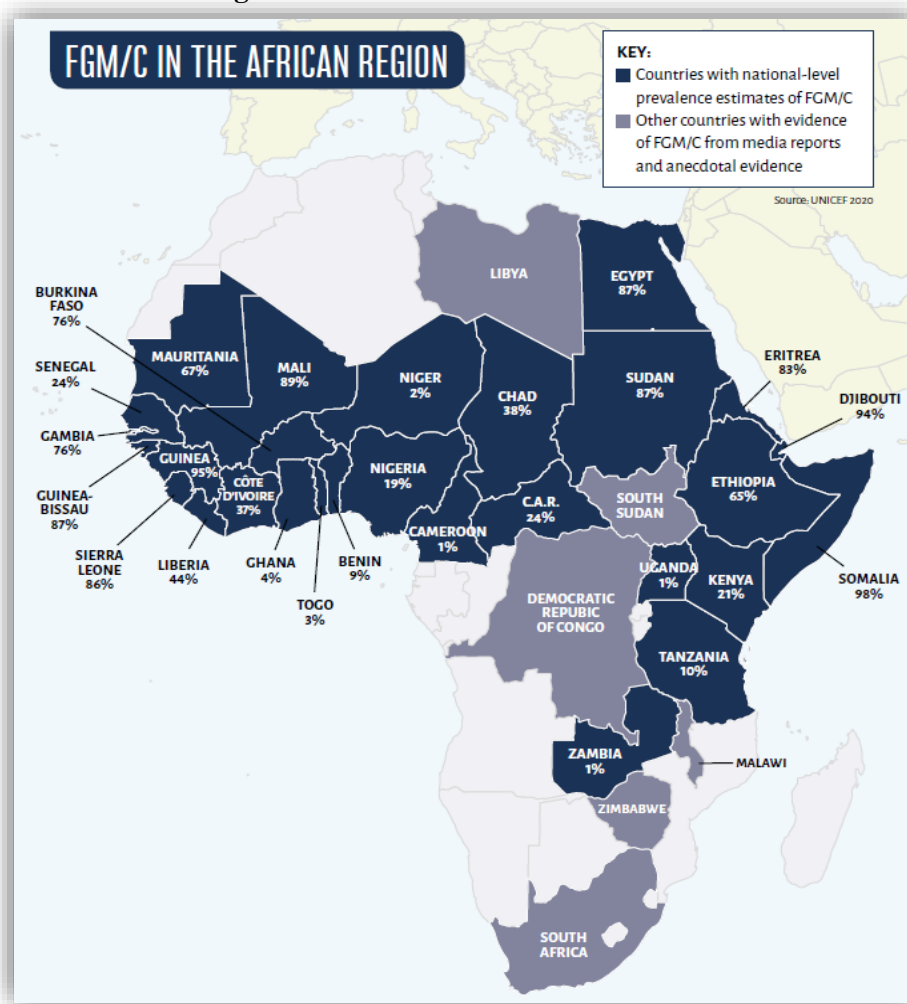 FGM/C IN THE AFRICAN REGION
KEY:
Countries with national-level
prevalence estimates of FGM/C
Other countries with evidence
of FGM/C from media reports
and anecdotal evidence
Source: UNICEF 2020
LIBYA
EGYPT
87%
BURKINA
FASO
76%
MAURITANIA
67%
MALI
89%
NIGER
2%
CHAD
38%
SUDAN
87%
ERITREA
83%
SENEGAL
24%
DJIBOUTI
94%
GAMBIA
76%
GUINEA
95%
CÔTE
D'IVOIRE
37%
NIGERIA
19%
C.A.R.
24%
SOUTH
SUDAN
ETHIOPIA
65%
GUINEA-
BISSAU
87%
SIERRA
LEONE
86%
LIBERIA
44%
GHANA
4%
TOGO
3%
BENIN
9%
CAMEROON
1%
UGANDA
1%
KENYA
21%
SOMALIA
98%
DEMOCRATIC
REPUBIC
OF CONGO
TANZANIA
10%
ZAMBIA
1%
MALAWI
ZIMBABWE
SOUTH
AFRICA